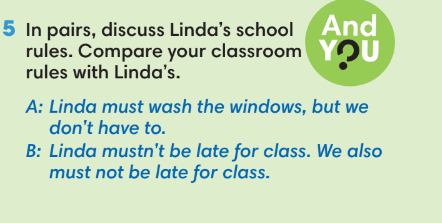 5 In pairs, discuss Linda's school
rules. Compare your classroom
rules with Linda's.
And
YOU
A: Linda must wash the windows, but we
don't have to.
B: Linda mustn't be late for class. We also
must not be late for class.